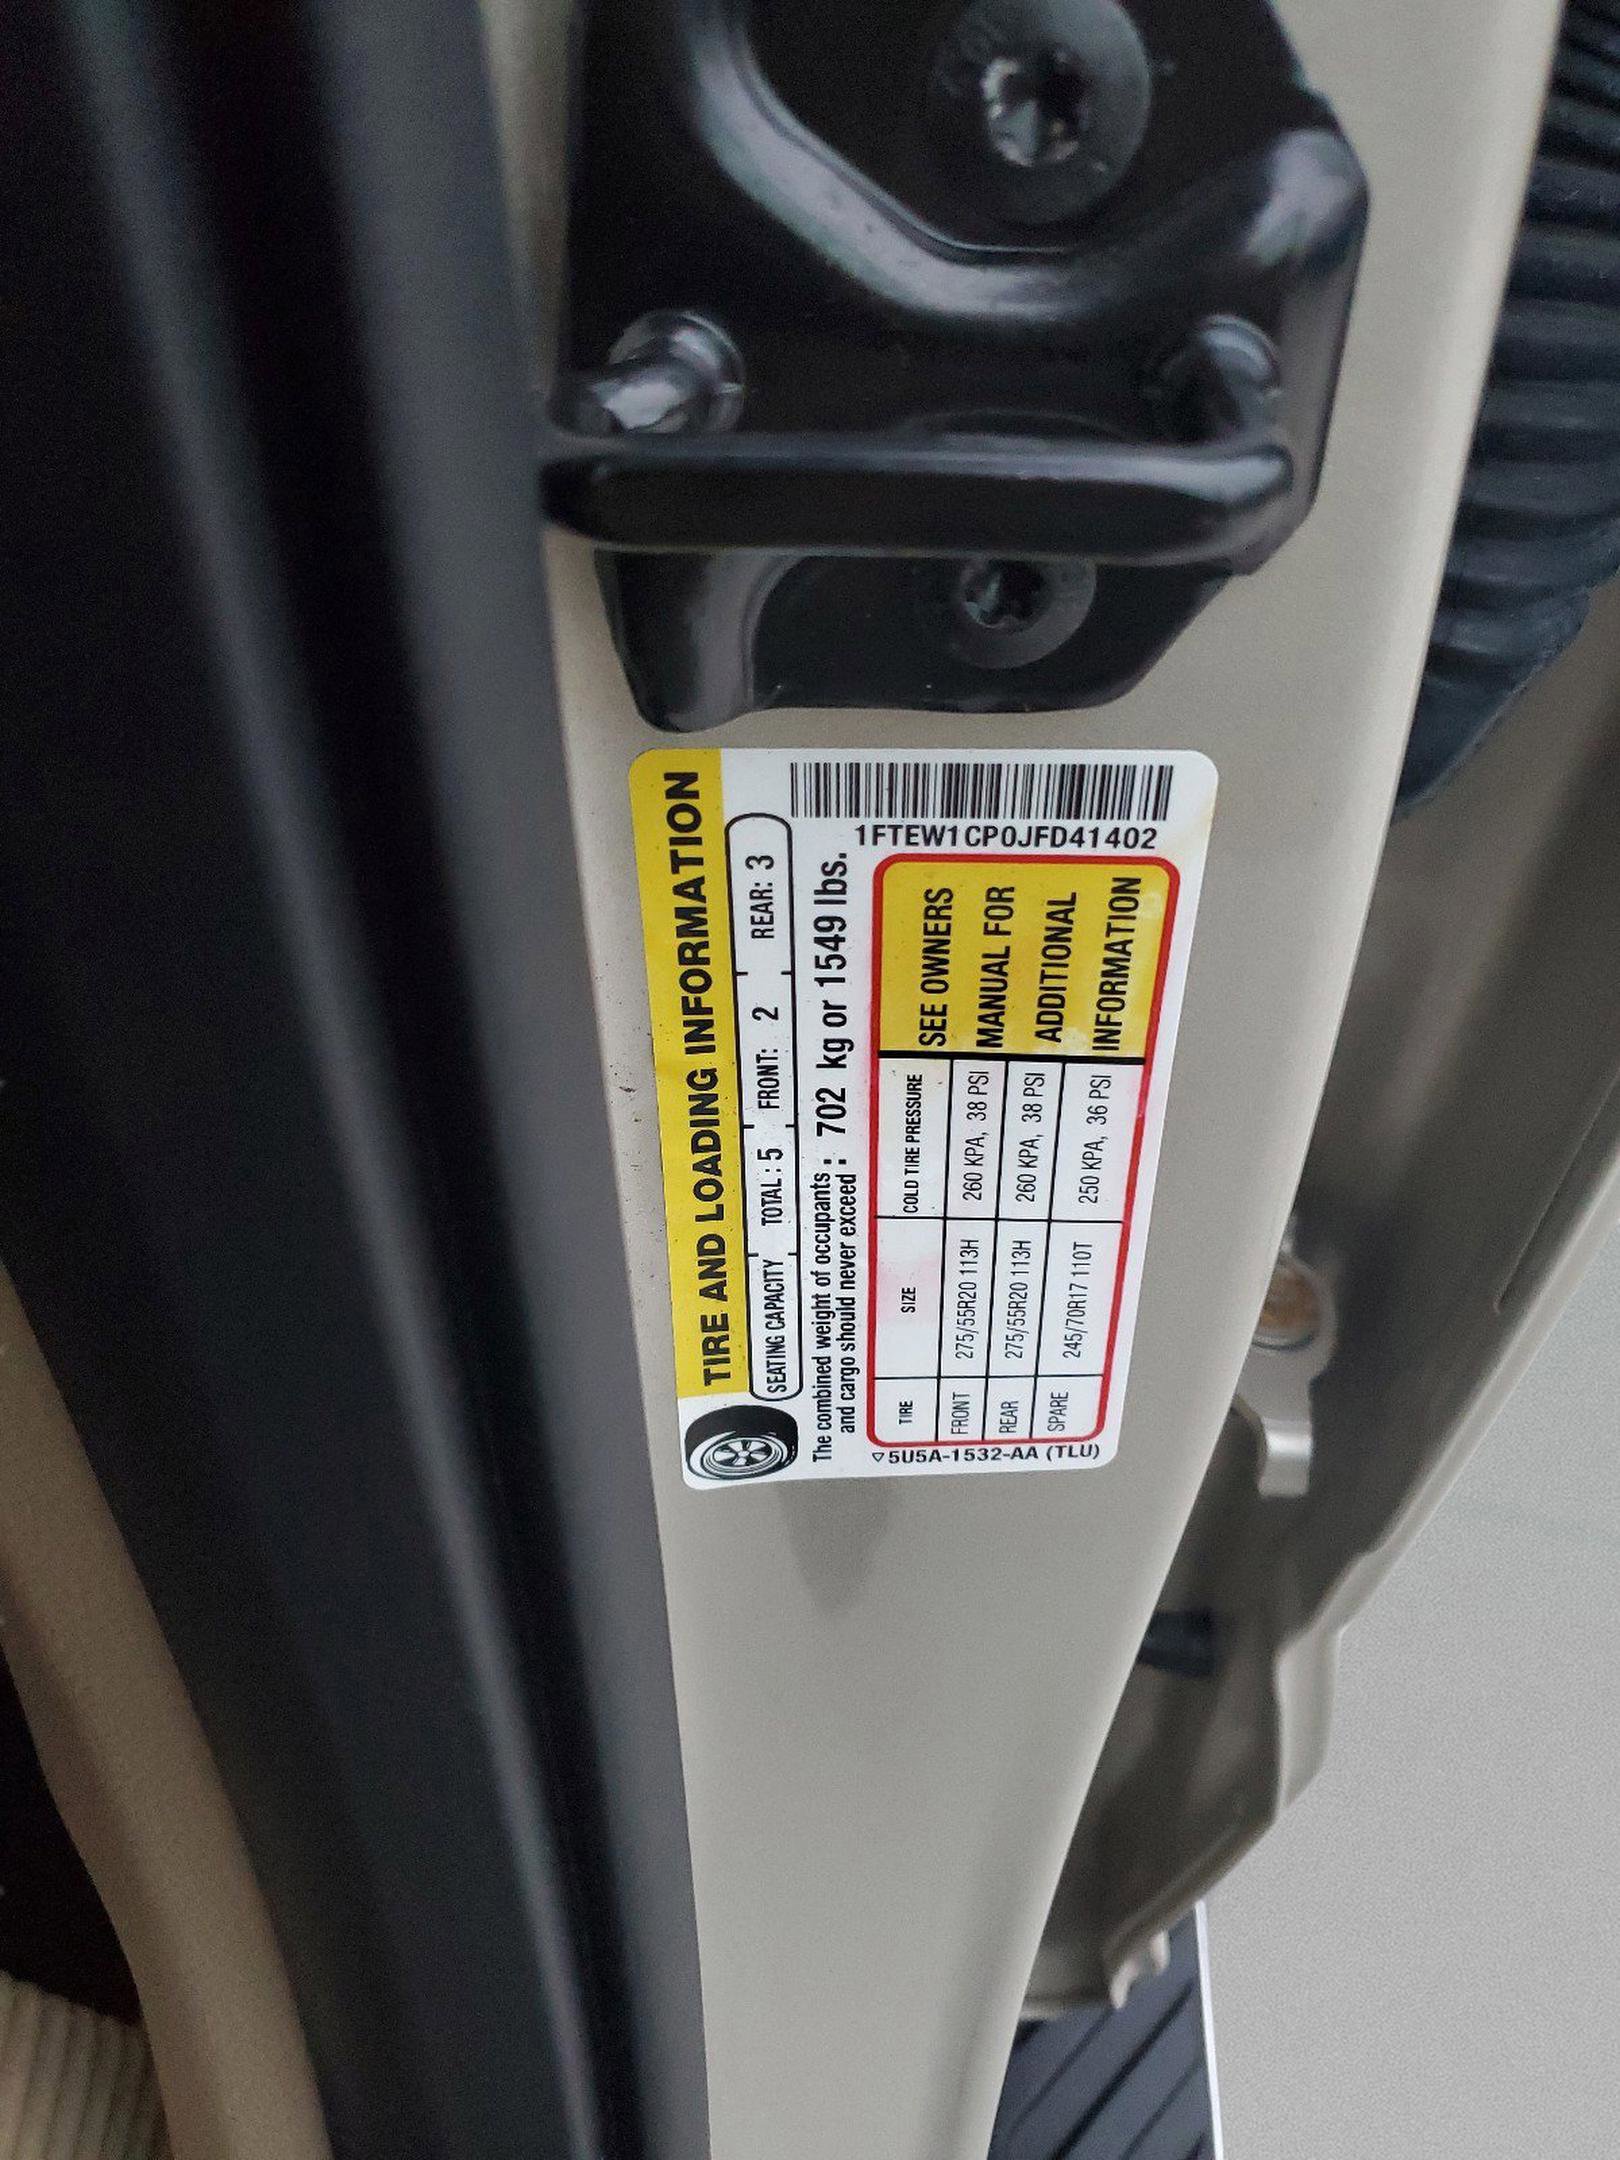 TIRE AND LOADING INFORMATION
SEATING CAPACITY TOTAL : 5 FRONT: 2 REAR: 3
The combined weight of occupants
and cargo should never exceed : 702 kg or 1549 lbs.
TIRE SIZE COLD TIRE PRESSURE
FRONT 275/55R20 113H 260 KPA, 38 PSI
REAR 275/55R20 113H 260 KPA, 38 PSI
SPARE 245/70R17 110T 250 KPA, 36 PSI
SEE OWNERS
MANUAL FOR
ADDITIONAL
INFORMATION
5U5A-1532-AA (TLU)
1FTEW1CP0JFD41402